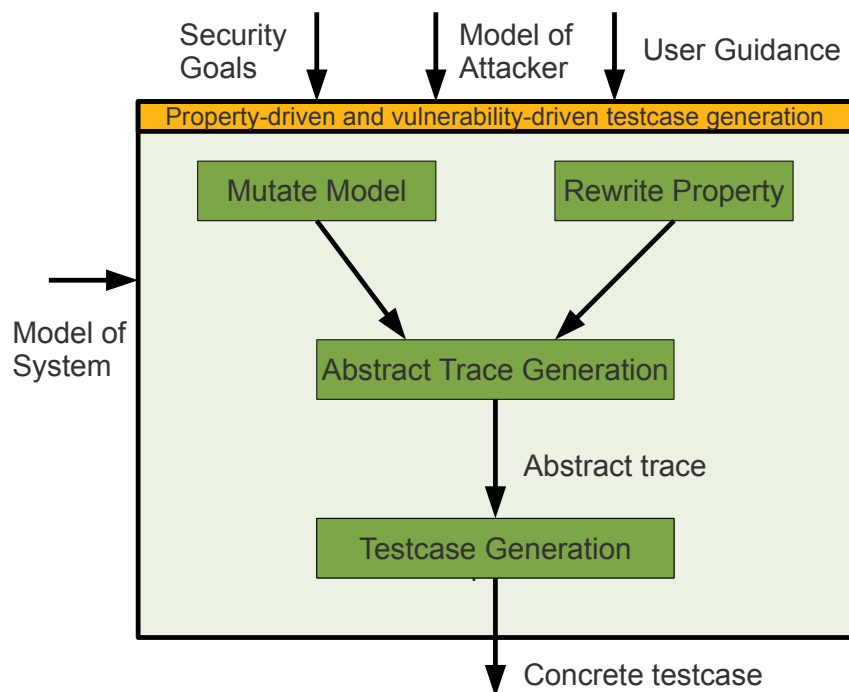 Security
Goals
Model of
Attacker
User Guidance
Property-driven and vulnerability-driven testcase generation
Mutate Model
Rewrite Property
Model of
System
Abstract Trace Generation
Abstract trace
Testcase Generation
Concrete testcase